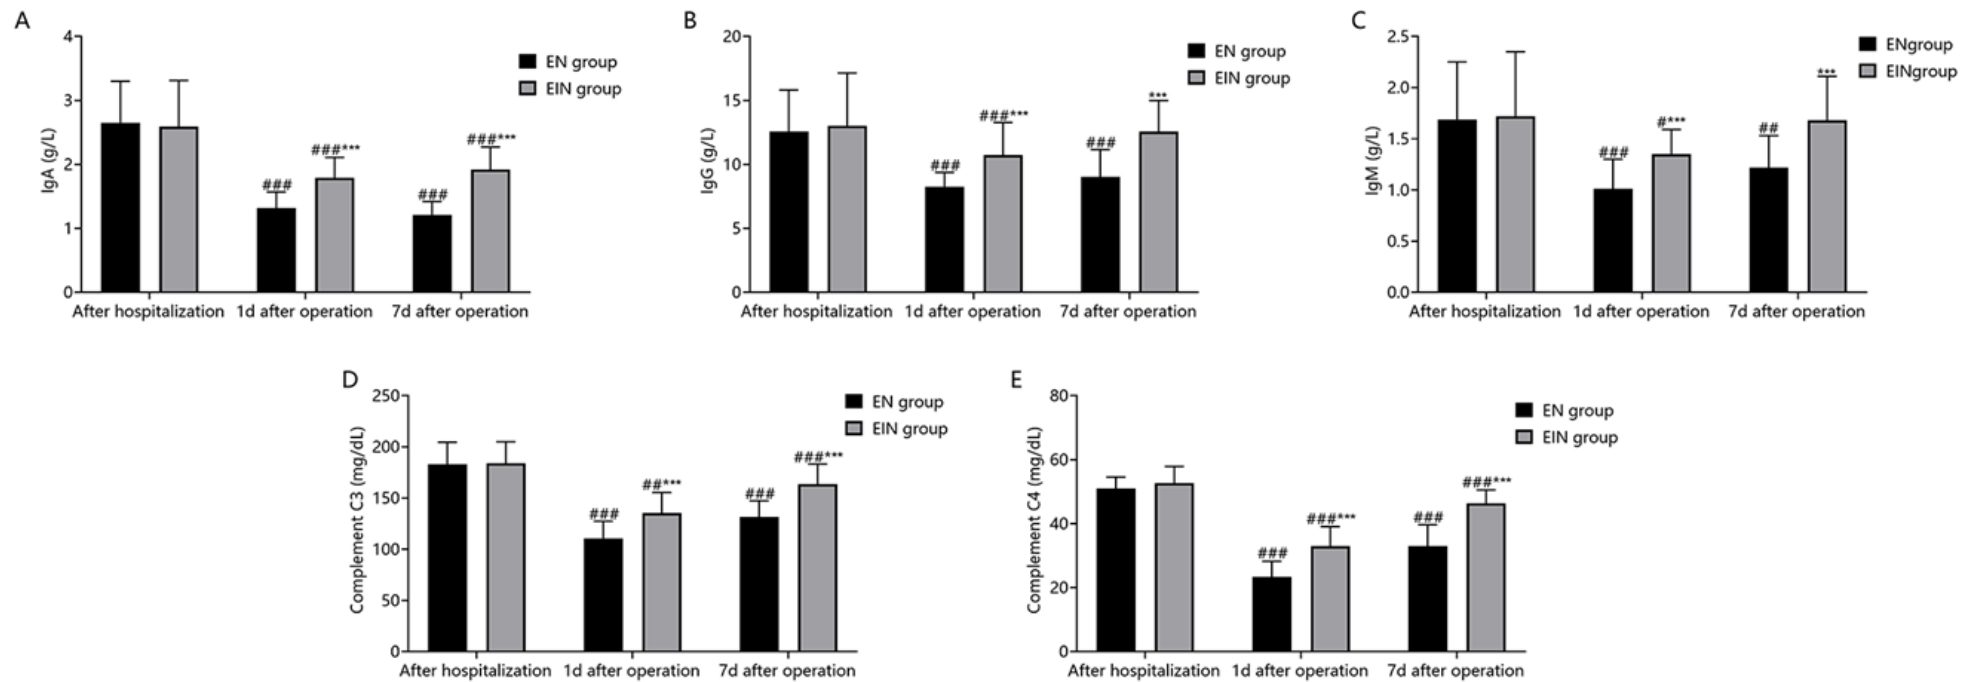 A
4
3
2
1
0
IgA (g/L)
EN group
EIN group
###
###***
###
###***
After hospitalization 1d after operation 7d after operation
B
20
15
10
5
0
IgG (g/L)
EN group
EIN group
###
###***
###
***
After hospitalization 1d after operation 7d after operation
C
2.5
2.0
1.5
1.0
0.5
0.0
IgM (g/L)
ENgroup
EINgroup
###
#***
##
***
After hospitalization 1d after operation 7d after operation
D
250
200
150
100
50
0
Complement C3 (mg/dL)
EN group
EIN group
###
##***
###
###***
After hospitalization 1d after operation 7d after operation
E
80
60
40
20
0
Complement C4 (mg/dL)
EN group
EIN group
###
###***
###
###***
After hospitalization 1d after operation 7d after operation